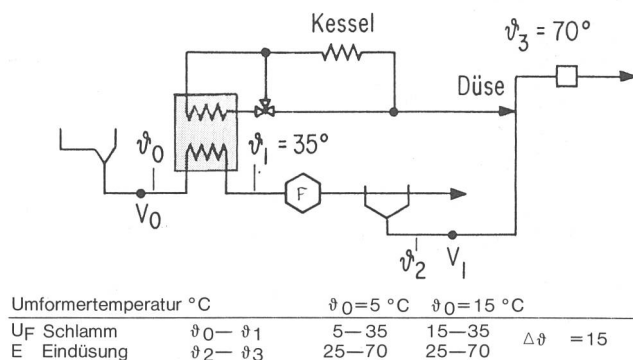 Kessel
ϑ3 = 70°
Düse
ϑ0
ϑ1 = 35°
F
V0
ϑ2
V1
Umformertemperatur °C ϑ0=5 °C ϑ0=15 °C
UF Schlamm ϑ0— ϑ1 5—35 15—35 Δϑ =15
E Eindüsung ϑ2— ϑ3 25—70 25—70